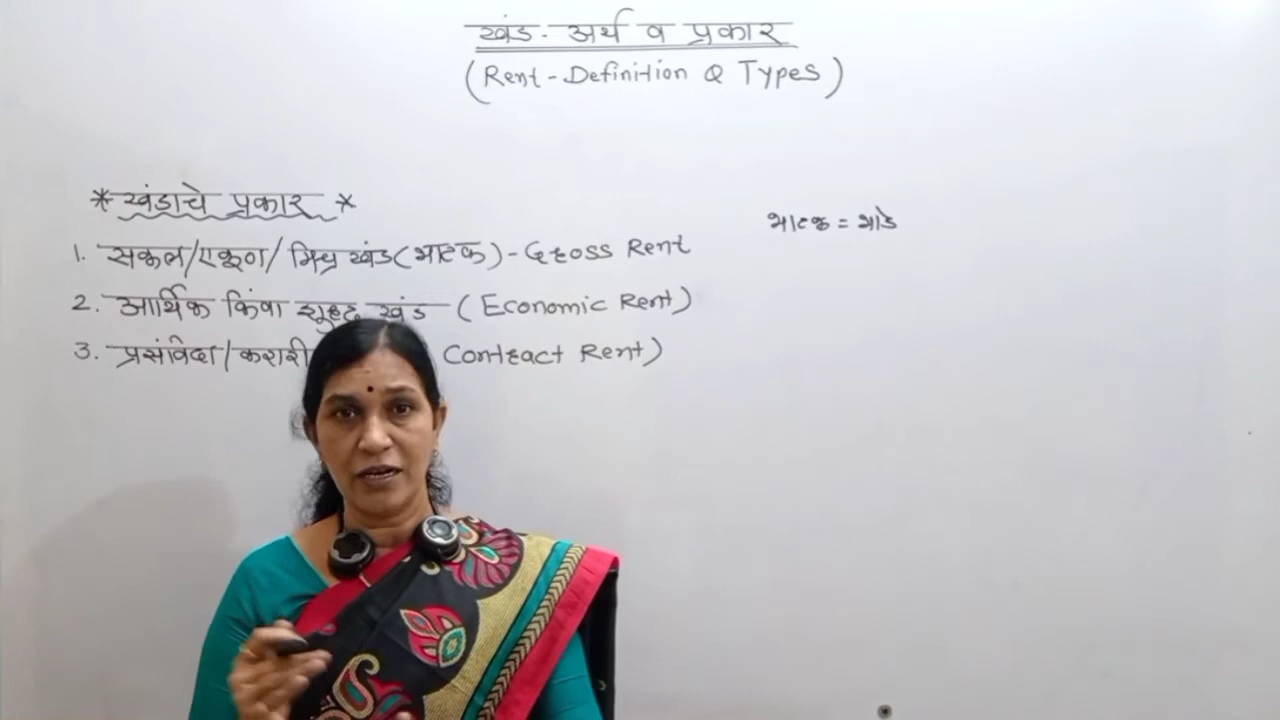 खंड - अर्थ व प्रकार
(Rent - Definition & Types)
* खंडाचे प्रकार *
1. सकल/एकूण/मिश्र खंड(भाटक) - Gross Rent
भाटक = भाडे
2. आर्थिक किंवा शुद्ध खंड (Economic Rent)
3. प्रसंविदा/करारी Contract Rent)